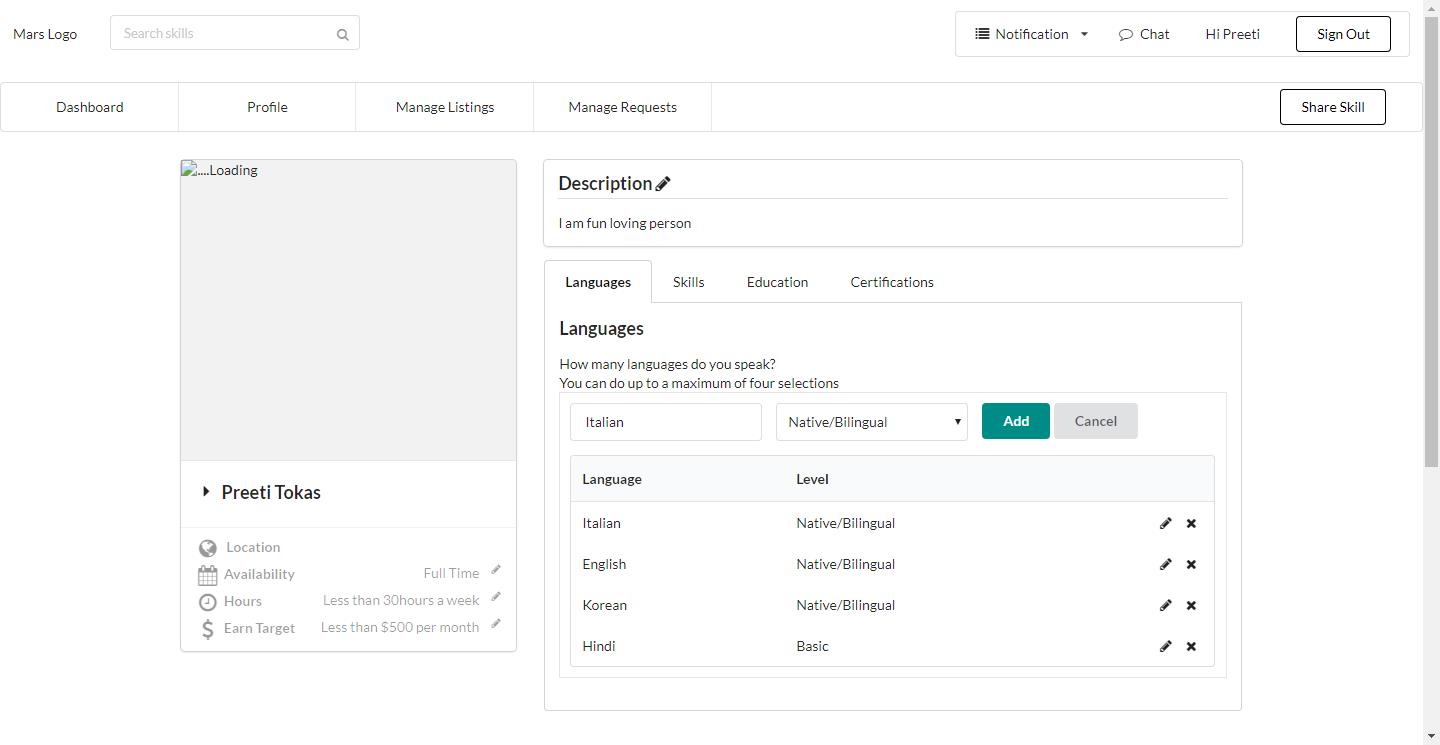 Mars Logo
Search skills
Notification
Chat
Hi Preeti
Sign Out
Dashboard
Profile
Manage Listings
Manage Requests
Share Skill
....Loading
Preeti Tokas
Location
Availability Full Time
Hours Less than 30hours a week
Earn Target Less than $500 per month
Description
I am fun loving person
Languages Skills Education Certifications
Languages
How many languages do you speak?
You can do up to a maximum of four selections
Italian Native/Bilingual Add Cancel
Language Level
Italian Native/Bilingual
English Native/Bilingual
Korean Native/Bilingual
Hindi Basic